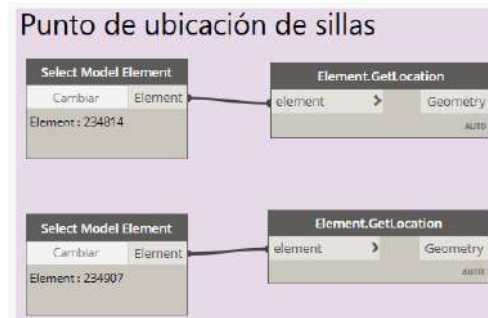 Punto de ubicación de sillas
Select Model Element
Cambiar Element
Element : 234814
Element.GetLocation
element > Geometry
AUTO
Select Model Element
Cambiar Element
Element : 234907
Element.GetLocation
element > Geometry
AUTO